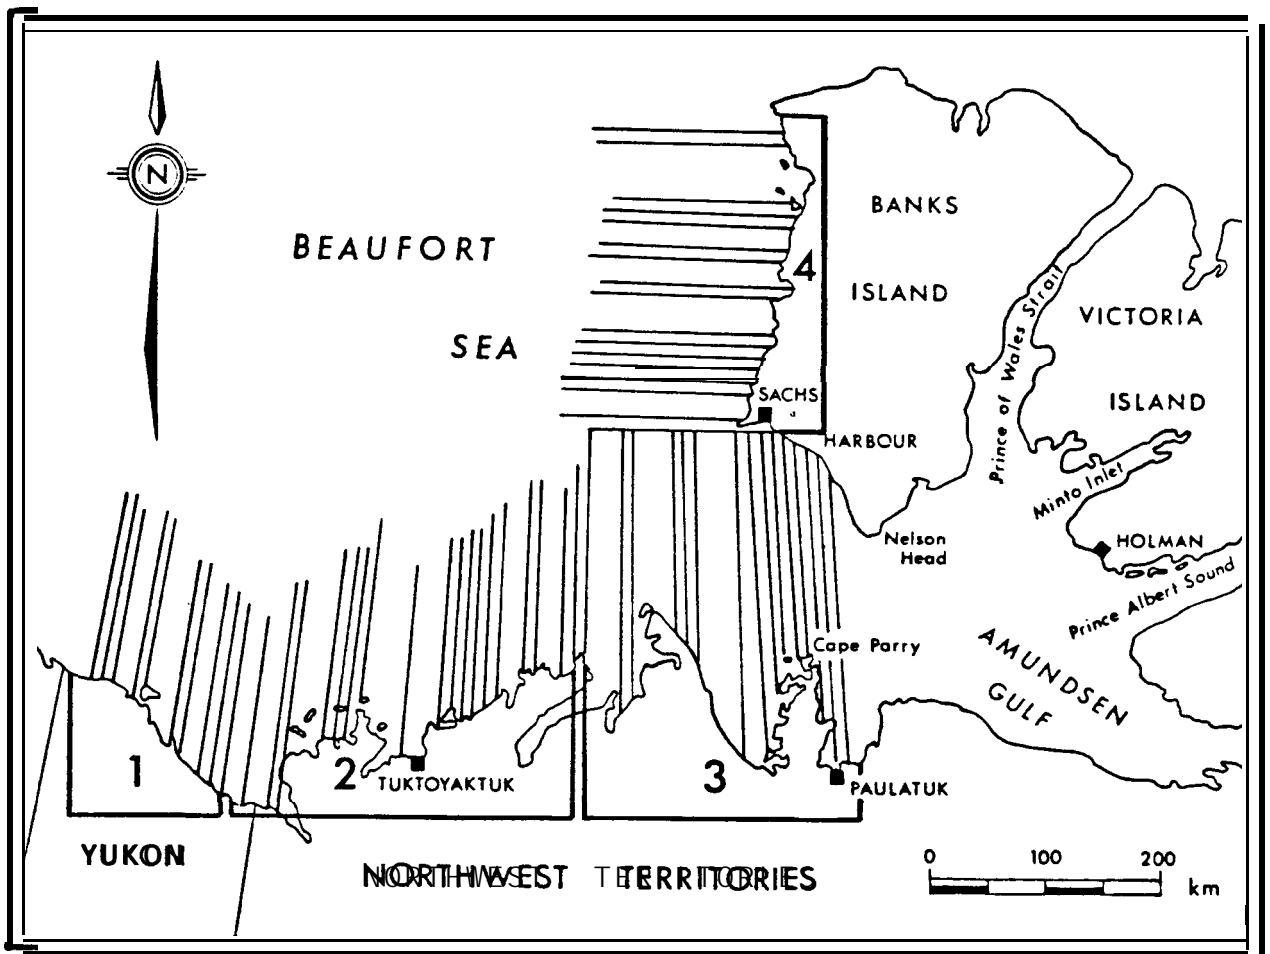 N
BEAUFORT
SEA
BANKS
ISLAND
4
SACHS
HARBOUR
Prince of Wales Strait
VICTORIA
ISLAND
Minto Inlet
HOLMAN
Prince Albert Sound
Nelson
Head
Cape Parry
AMUNDSEN
GULF
1
2
3
TUKTOYAKTUK
PAULATUK
YUKON
NORTHWEST TERRITORIES
0 100 200
km